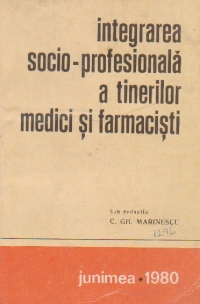 integrarea
socio-profesională
a tinerilor
medici și farmaciști
Sub redacția
C. GH. MARINESCU
junimea • 1980